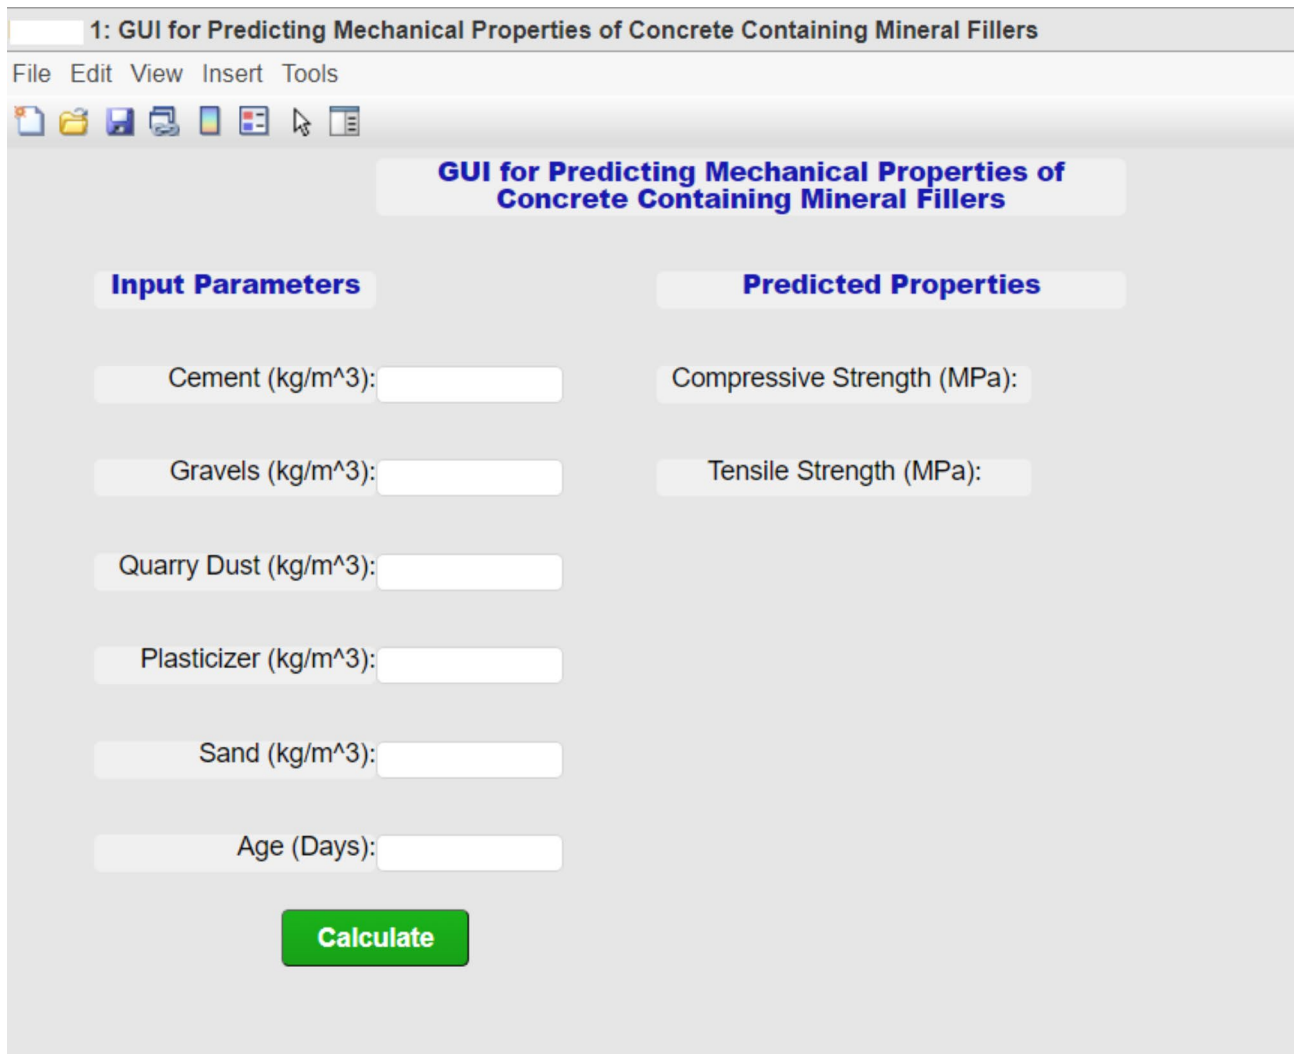 1: GUI for Predicting Mechanical Properties of Concrete Containing Mineral Fillers
File Edit View Insert Tools
GUI for Predicting Mechanical Properties of
Concrete Containing Mineral Fillers
Input Parameters
Predicted Properties
Cement (kg/m^3):
Compressive Strength (MPa):
Gravels (kg/m^3):
Tensile Strength (MPa):
Quarry Dust (kg/m^3):
Plasticizer (kg/m^3):
Sand (kg/m^3):
Age (Days):
Calculate